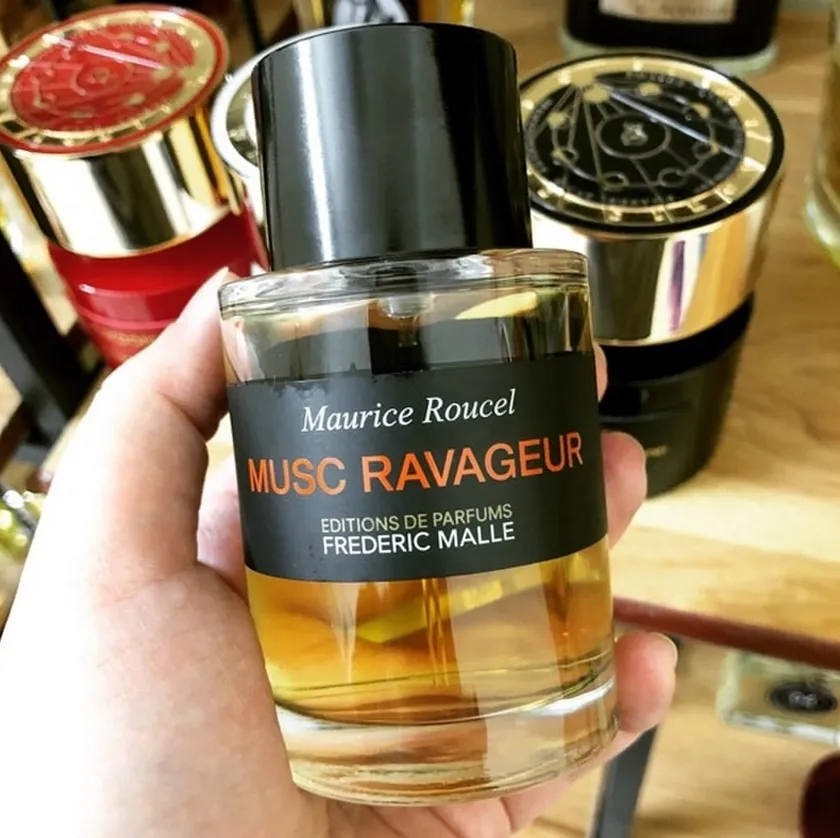 Maurice Roucel
MUSC RAVAGEUR
EDITIONS DE PARFUMS
FREDERIC MALLE